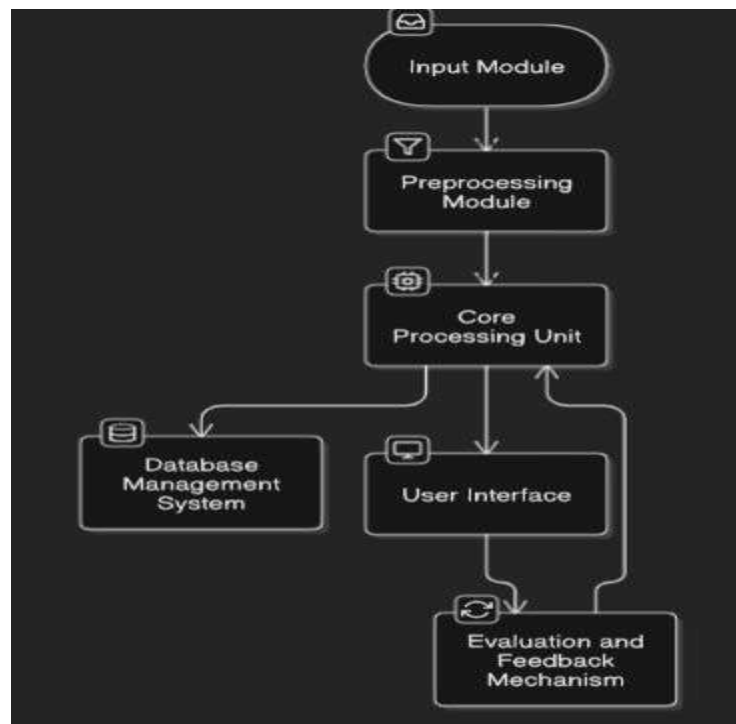 Input Module
Preprocessing
Module
Core
Processing Unit
Database
Management
System
User Interface
Evaluation and
Feedback
Mechanism